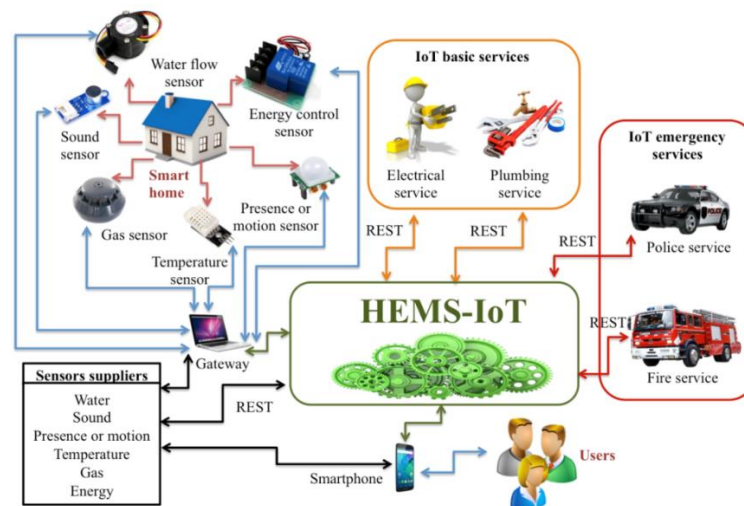 Water flow
sensor
Energy control
sensor
Sound
sensor
Smart
home
Gas sensor
Presence or
motion sensor
Temperature
sensor
Gateway
IoT basic services
Electrical
service
Plumbing
service
REST
REST
IoT emergency
services
REST
Police service
REST
Fire service
HEMS-IoT
Sensors suppliers
Water
Sound
Presence or motion
Temperature
Gas
Energy
REST
Smartphone
Users